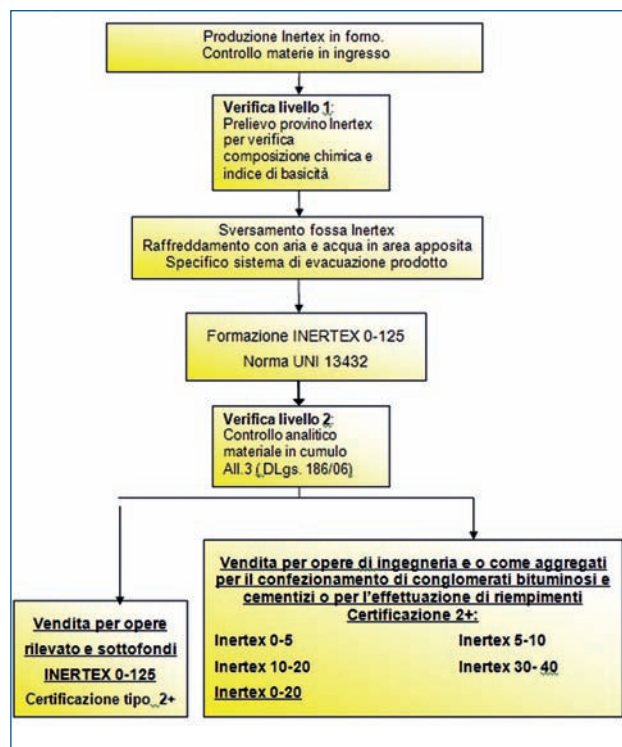 Produzione Inertex in forno.
Controllo materie in ingresso
Verifica livello 1:
Prelievo provino Inertex
per verifica
composizione chimica e
indice di basicità
Sversamento fossa Inertex
Raffreddamento con aria e acqua in area apposita
Specifico sistema di evacuazione prodotto
Formazione INERTEX 0-125
Norma UNI 13432
Verifica livello 2:
Controllo analitico
materiale in cumulo
All.3 ( DLgs. 186/06)
Vendita per opere
rilevato e sottofondi
INERTEX 0-125
Certificazione tipo 2+
Vendita per opere di ingegneria e o come aggregati
per il confezionamento di conglomerati bituminosi e
cementizi o per l'effettuazione di riempimenti
Certificazione 2+:
Inertex 0-5 Inertex 5-10
Inertex 10-20 Inertex 30- 40
Inertex 0-20